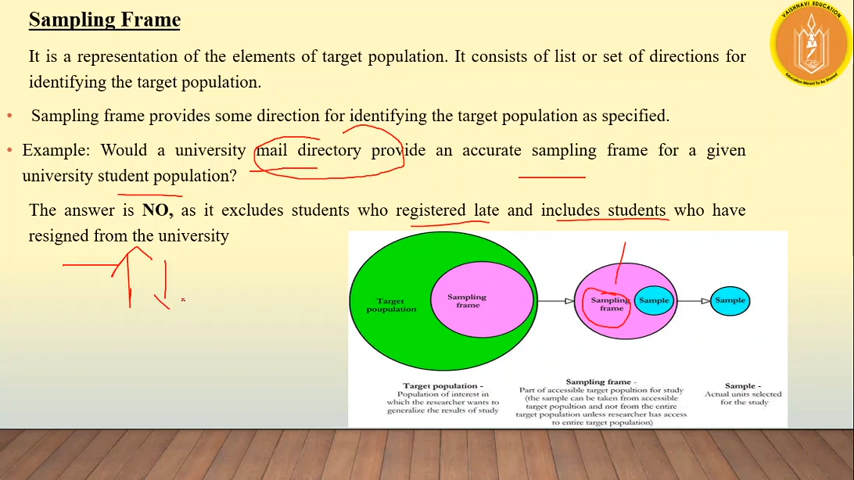 Sampling Frame
VAISHNAVI EDUCATION
It is a representation of the elements of target population. It consists of list or set of directions for
identifying the target population.
• Sampling frame provides some direction for identifying the target population as specified.
• Example: Would a university mail directory provide an accurate sampling frame for a given
university student population?
The answer is NO, as it excludes students who registered late and includes students who have
resigned from the university
Target
poupulation
Sampling
frame
Sampling
frame
Sample
Sample
Target population -
Population of interest in
which the researcher wants to
generalize the results of study
Sampling frame -
Part of accessible target popultion for study
(the sample can be taken from accessible
target popultion and not from the entire
target population unless researcher has access
to entire target population)
Sample -
Actual units selected
for the study